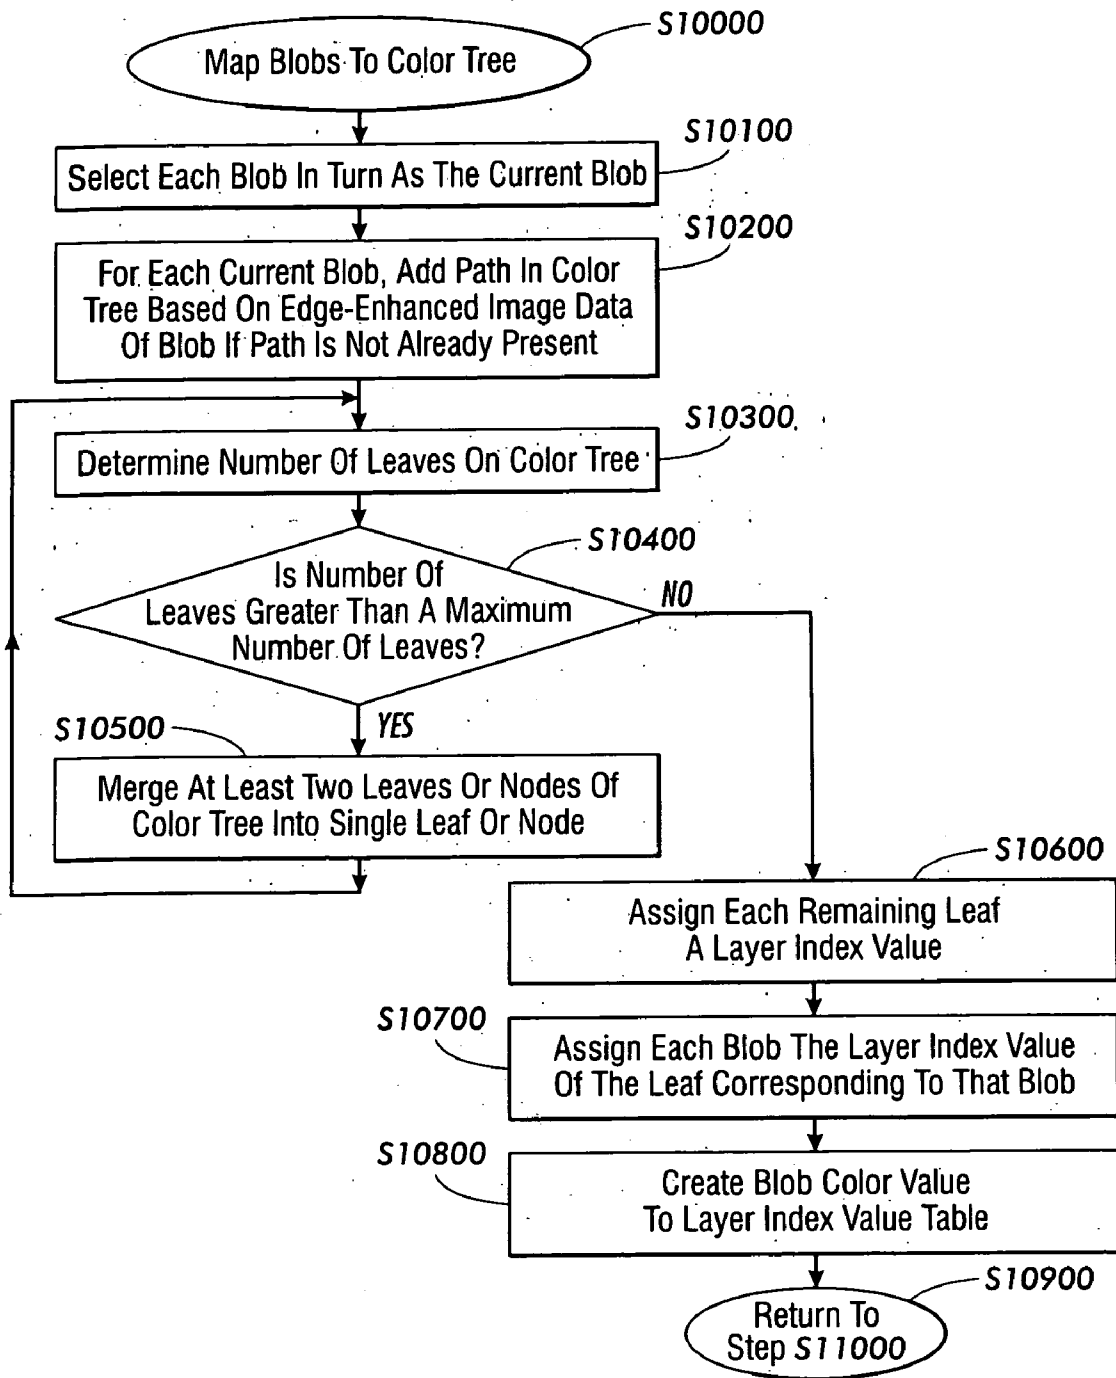 S10000
Map Blobs To Color Tree
S10100
Select Each Blob In Turn As The Current Blob
S10200
For Each Current Blob, Add Path In Color
Tree Based On Edge-Enhanced Image Data
Of Blob If Path Is Not Already Present
S10300
Determine Number Of Leaves On Color Tree
S10400
Is Number Of
Leaves Greater Than A Maximum
Number Of Leaves?
NO
YES
S10500
Merge At Least Two Leaves Or Nodes Of
Color Tree Into Single Leaf Or Node
S10600
Assign Each Remaining Leaf
A Layer Index Value
S10700
Assign Each Blob The Layer Index Value
Of The Leaf Corresponding To That Blob
S10800
Create Blob Color Value
To Layer Index Value Table
S10900
Return To
Step S11000